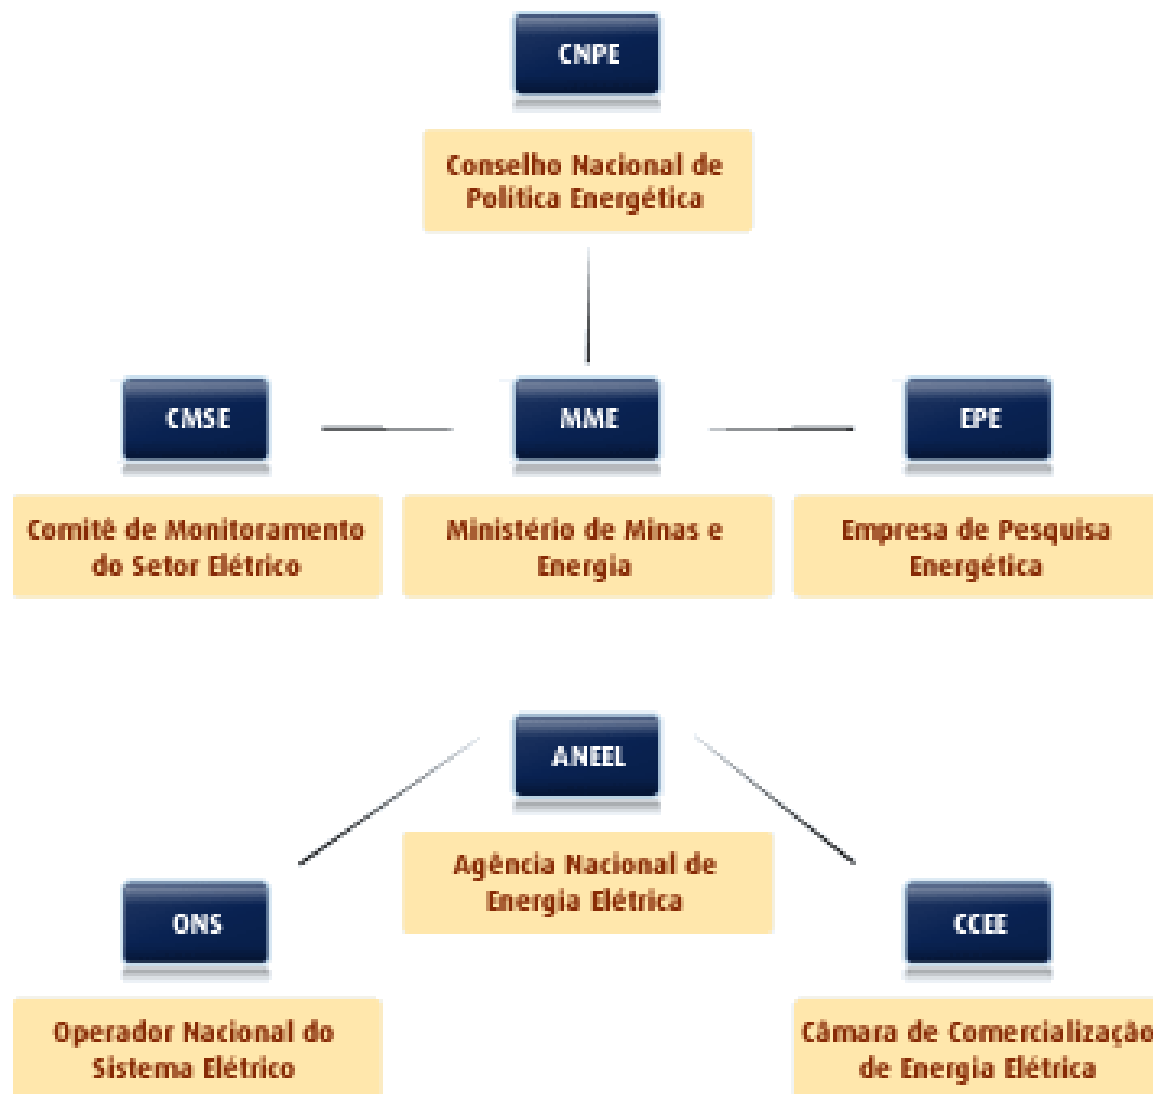 CNPE
Conselho Nacional de
Política Energética
CMSE
MME
EPE
Comitê de Monitoramento
do Setor Elétrico
Ministério de Minas e
Energia
Empresa de Pesquisa
Energética
ANEEL
Agência Nacional de
Energia Elétrica
ONS
CCEE
Operador Nacional do
Sistema Elétrico
Câmara de Comercialização
de Energia Elétrica